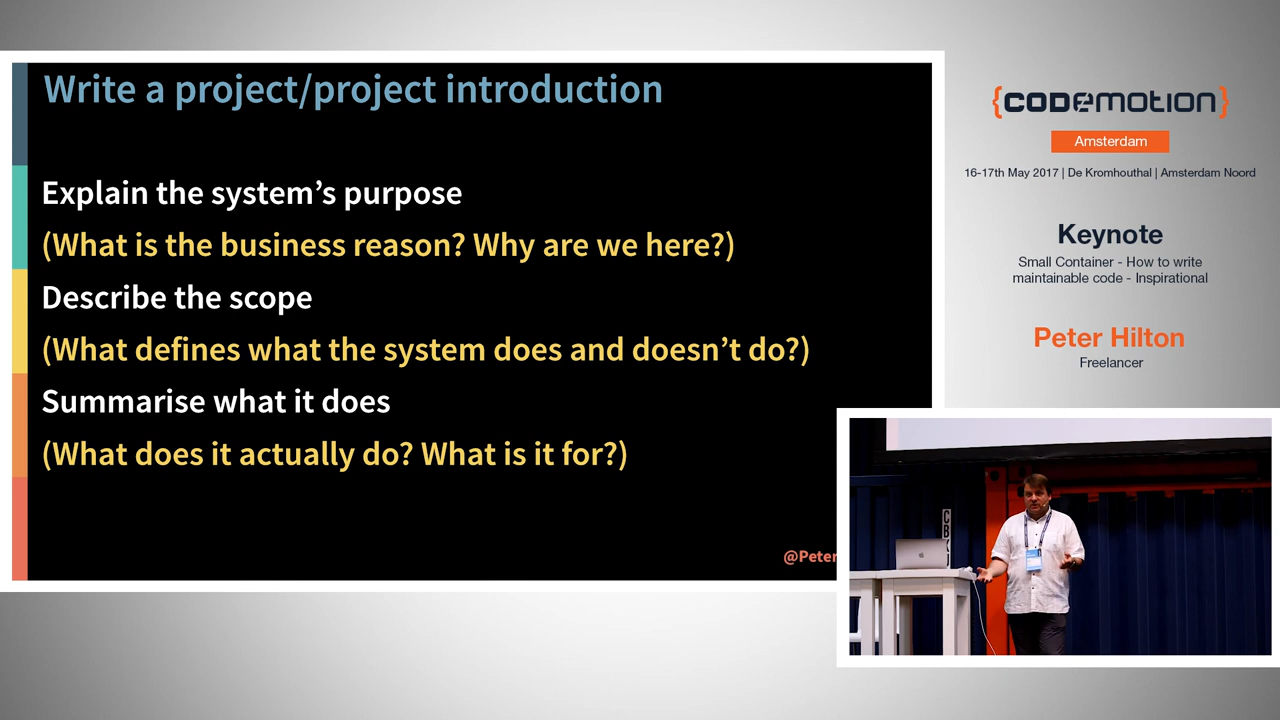 Write a project/project introduction
Explain the system’s purpose
(What is the business reason? Why are we here?)
Describe the scope
(What defines what the system does and doesn’t do?)
Summarise what it does
(What does it actually do? What is it for?)
@Peter
{CODEMOTION}
Amsterdam
16-17th May 2017 | De Kromhouthal | Amsterdam Noord
Keynote
Small Container - How to write
maintainable code - Inspirational
Peter Hilton
Freelancer